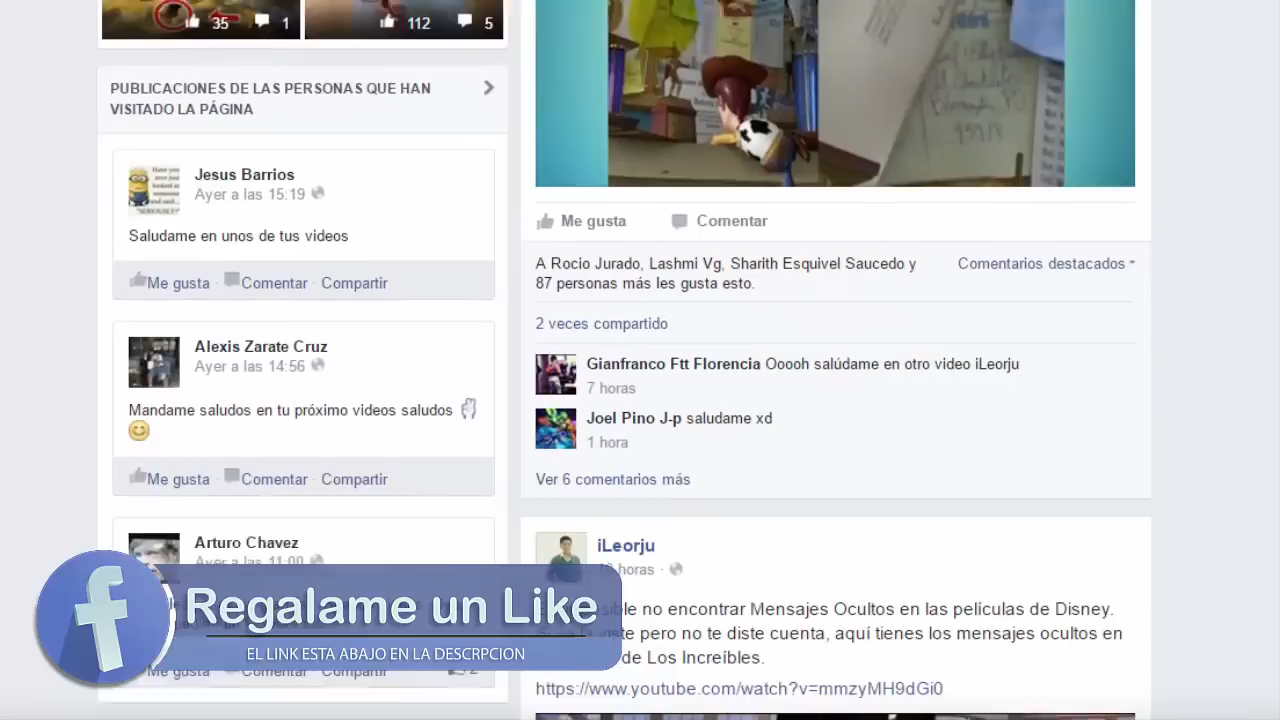 35 1 112 5
PUBLICACIONES DE LAS PERSONAS QUE HAN
VISITADO LA PÁGINA
Jesus Barrios
Ayer a las 15:19
Saludame en unos de tus videos
Me gusta · Comentar · Compartir
Alexis Zarate Cruz
Ayer a las 14:56
Mandame saludos en tu próximo videos saludos
Me gusta · Comentar · Compartir
Arturo Chavez
Ayer a las 11:00
Me gusta · Comentar · Compartir 2
Me gusta Comentar
A Rocio Jurado, Lashmi Vg, Sharith Esquivel Saucedo y
87 personas más les gusta esto.
Comentarios destacados
2 veces compartido
Gianfranco Ftt Florencia Ooooh salúdame en otro video iLeorju
7 horas
Joel Pino J-p saludame xd
1 hora
Ver 6 comentarios más
iLeorju
horas ·
no encontrar Mensajes Ocultos en las películas de Disney.
pero no te diste cuenta, aquí tienes los mensajes ocultos en
de Los Increíbles.
https://www.youtube.com/watch?v=mmzyMH9dGi0
f
Regalame un Like
EL LINK ESTA ABAJO EN LA DESCRPCION